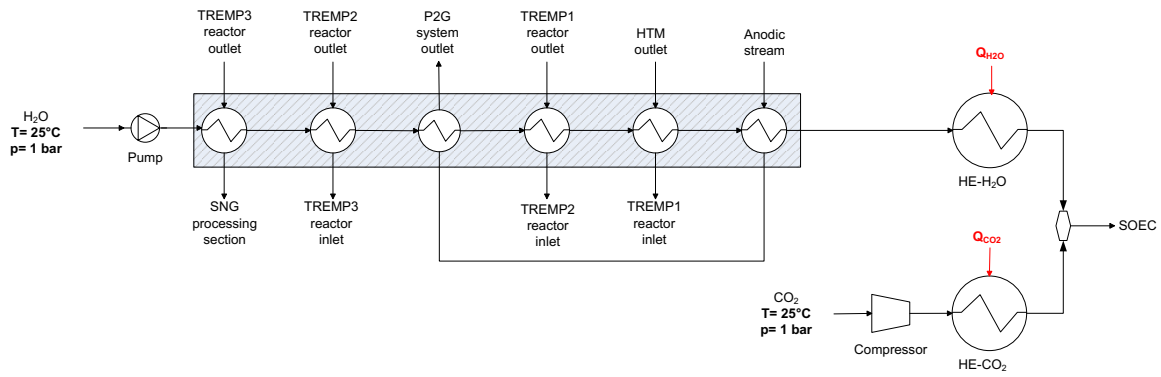 TREMP3
reactor
outlet
TREMP2
reactor
outlet
P2G
system
outlet
TREMP1
reactor
outlet
HTM
outlet
Anodic
stream
Q_H2O
H₂O
T= 25°C
p= 1 bar
Pump
HE-H₂O
SNG
processing
section
TREMP3
reactor
inlet
TREMP2
reactor
inlet
TREMP1
reactor
inlet
SOEC
Q_CO2
CO₂
T= 25°C
p= 1 bar
Compressor
HE-CO₂